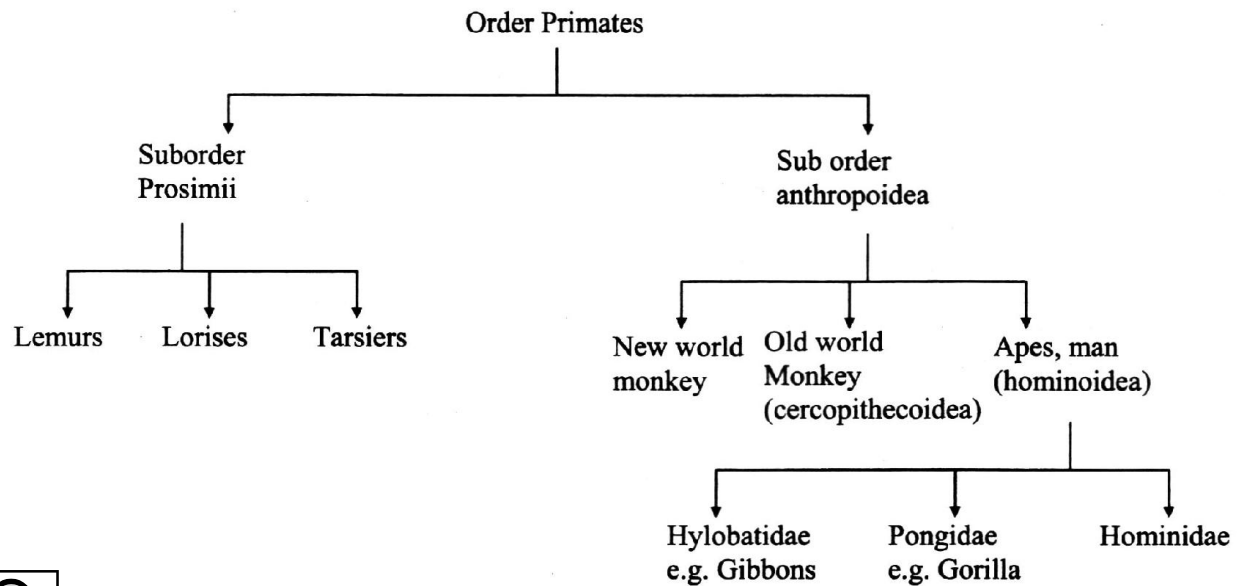 Order Primates
Suborder
Prosimii
Sub order
anthropoidea
Lemurs
Lorises
Tarsiers
New world
monkey
Old world
Monkey
(cercopithecoidea)
Apes, man
(hominoidea)
Hylobatidae
e.g. Gibbons
Pongidae
e.g. Gorilla
Hominidae